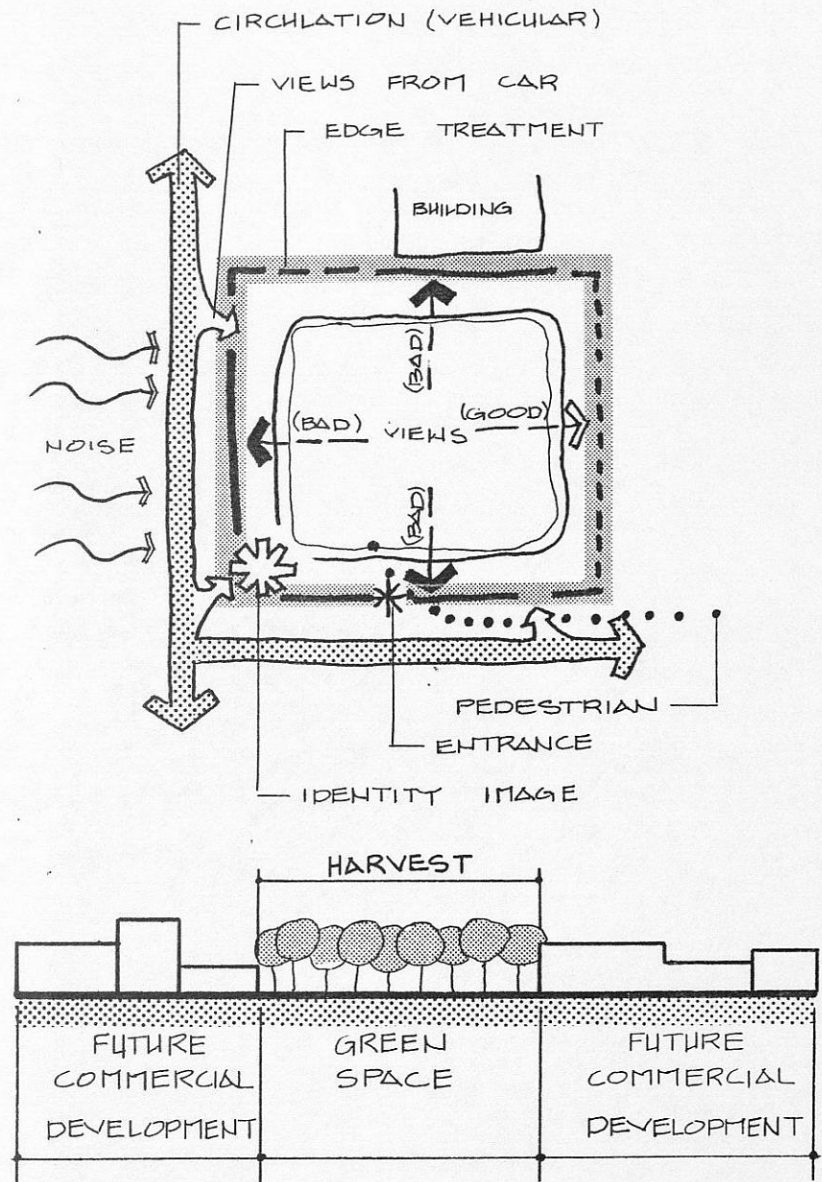 CIRCULATION (VEHICULAR)
VIEWS FROM CAR
EDGE TREATMENT
BUILDING
(BAD)
(BAD)
VIEWS
(GOOD)
NOISE
(BAD)
PEDESTRIAN
ENTRANCE
IDENTITY IMAGE
HARVEST
FUTURE
COMMERCIAL
DEVELOPMENT
GREEN
SPACE
FUTURE
COMMERCIAL
DEVELOPMENT